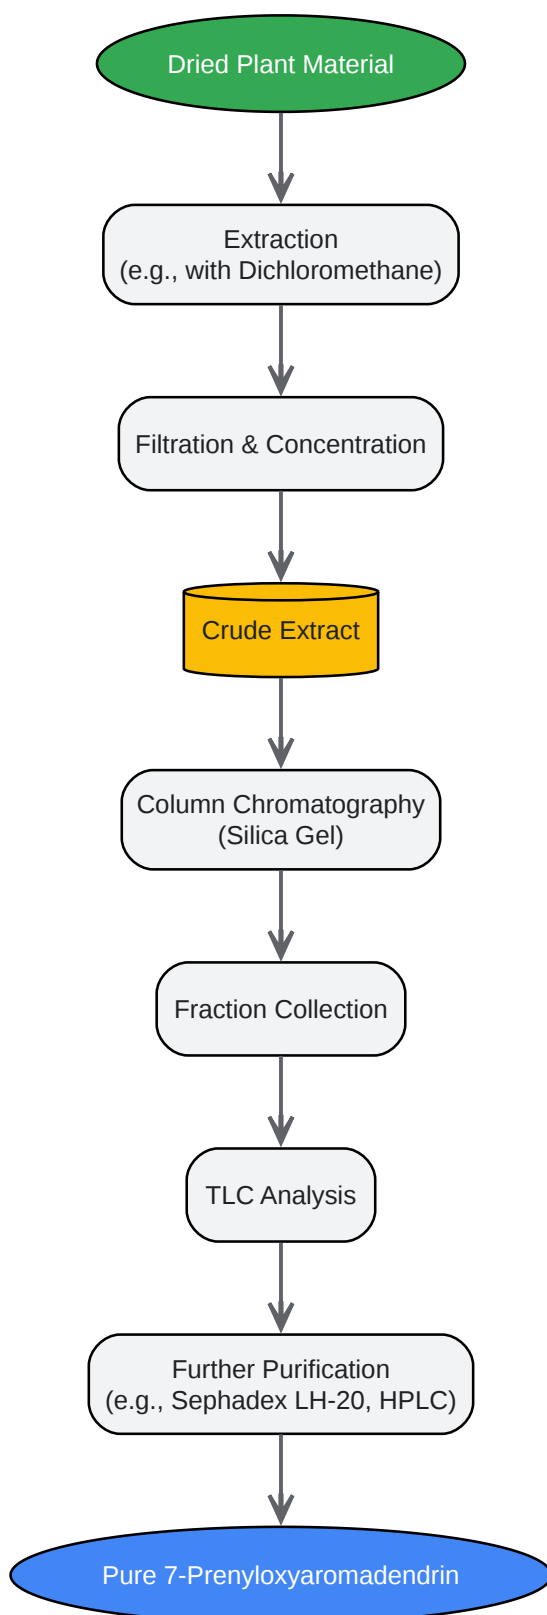 Dried Plant Material
Extraction
(e.g., with Dichloromethane)
Filtration & Concentration
Crude Extract
Column Chromatography
(Silica Gel)
Fraction Collection
TLC Analysis
Further Purification
(e.g., Sephadex LH-20, HPLC)
Pure 7-Prenyloxyaromadendrin